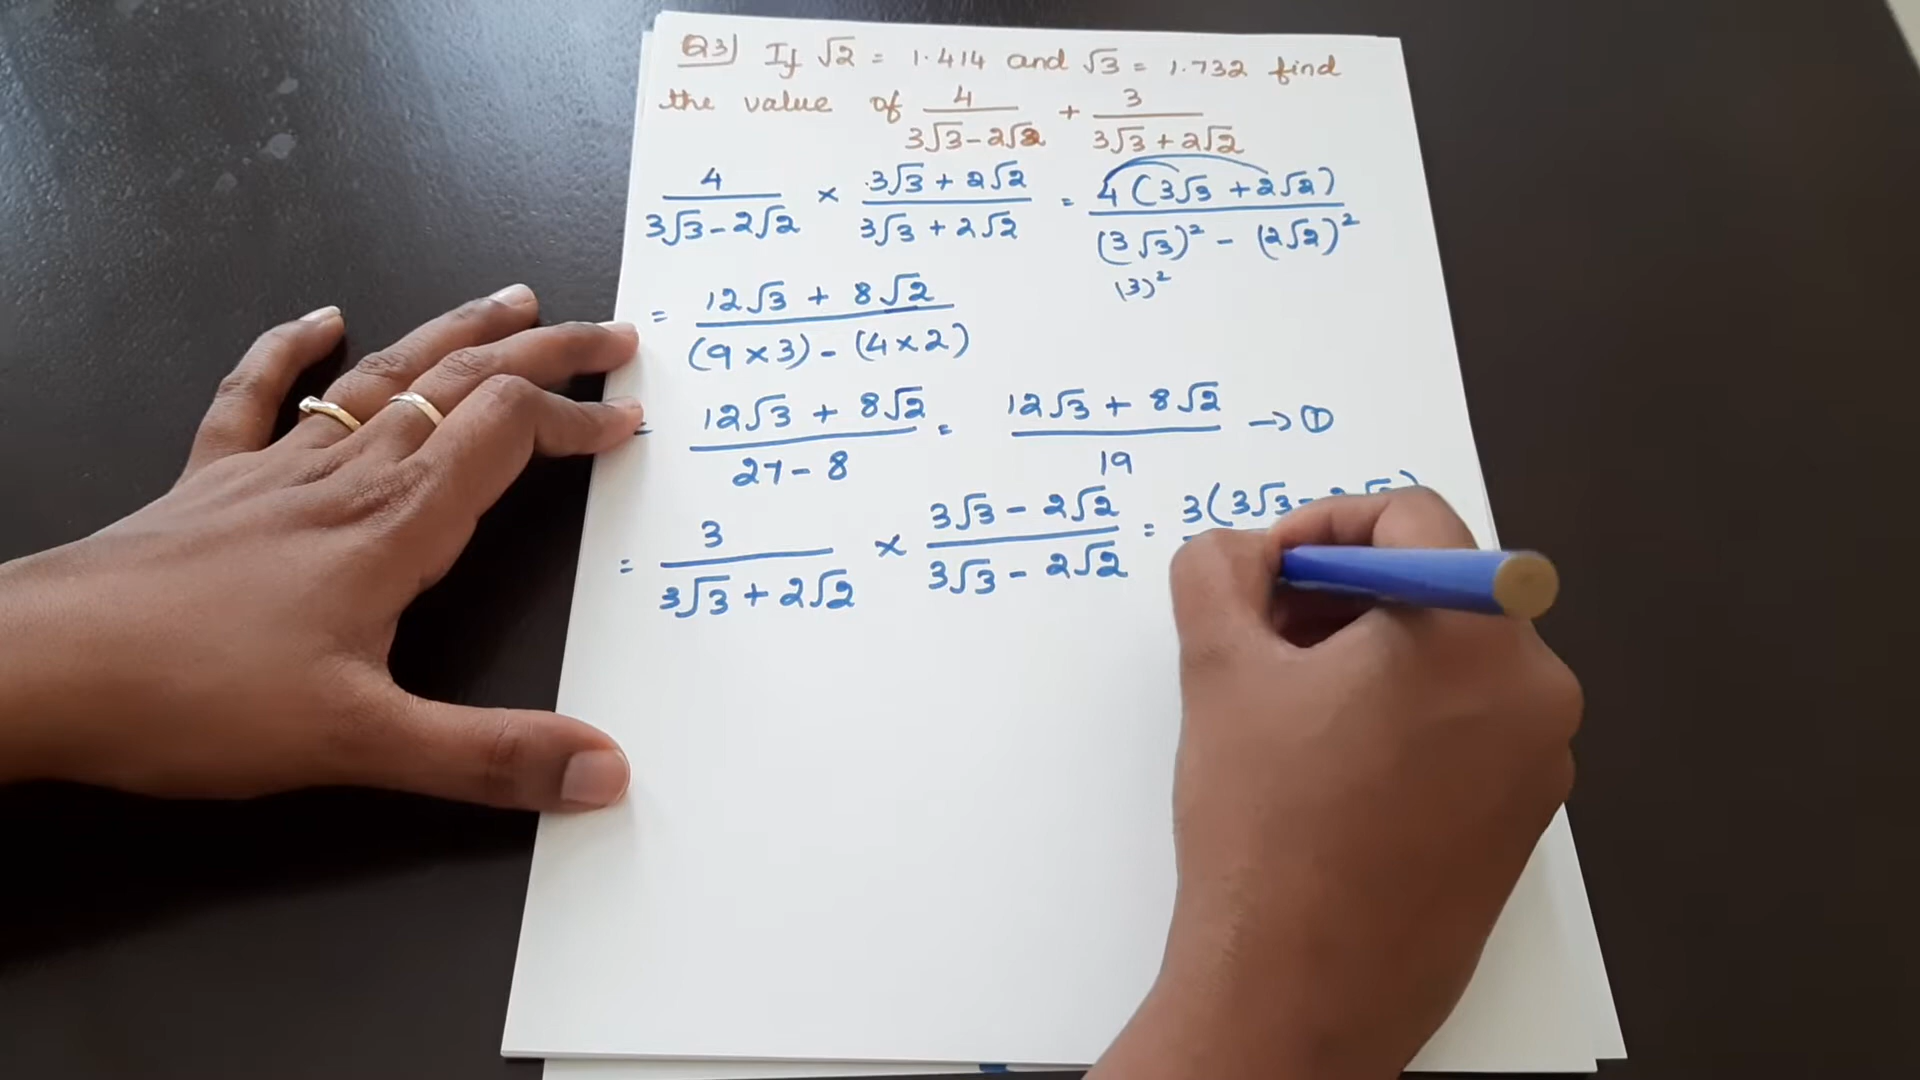 Q3) If √2 = 1.414 and √3 = 1.732 find
the value of 4/(3√3-2√2) + 3/(3√3+2√2)
4/(3√3-2√2) × (3√3+2√2)/(3√3+2√2) = 4(3√3+2√2)/((3√3)² - (2√2)²)
(3)²
= (12√3 + 8√2)/((9×3) - (4×2))
= (12√3 + 8√2)/(27-8) = (12√3 + 8√2)/19 → ①
= 3/(3√3+2√2) × (3√3-2√2)/(3√3-2√2) = 3(3√3-